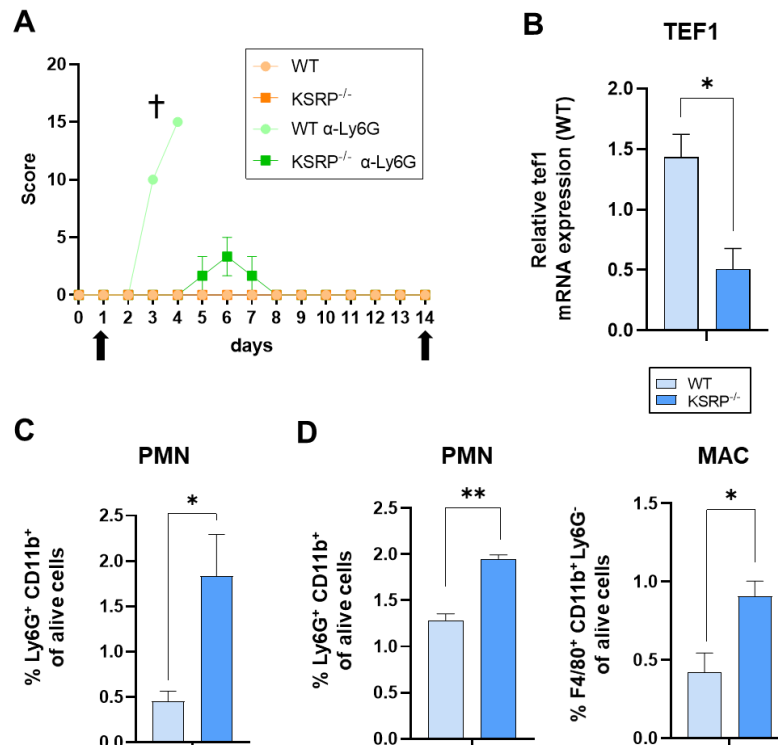 A
20
15
10
5
0
Score
†
WT
KSRP-/-
WT α-Ly6G
KSRP-/- α-Ly6G
0 1 2 3 4 5 6 7 8 9 10 11 12 13 14
days
B
TEF1
2.0
1.5
1.0
0.5
0.0
Relative tef1
mRNA expression (WT)
*
WT
KSRP-/-
C
PMN
2.5
2.0
1.5
1.0
0.5
0.0
% Ly6G+ CD11b+
of alive cells
*
D
PMN
2.5
2.0
1.5
1.0
0.5
0.0
% Ly6G+ CD11b+
of alive cells
**
MAC
1.5
1.0
0.5
0.0
% F4/80+ CD11b+Ly6G-
of alive cells
*